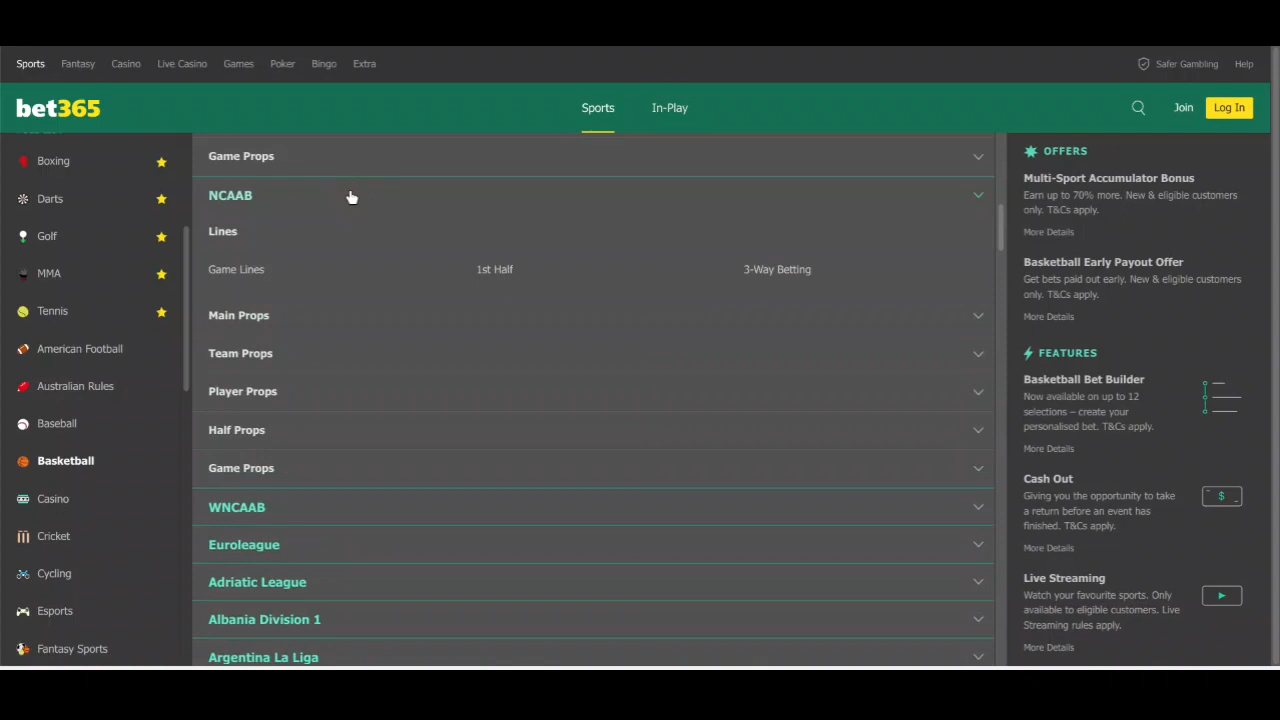 Sports Fantasy Casino Live Casino Games Poker Bingo Extra Safer Gambling Help
bet365 Sports In-Play Join Log In
Boxing
Darts
Golf
MMA
Tennis
American Football
Australian Rules
Baseball
Basketball
Casino
Cricket
Cycling
Esports
Fantasy Sports
Game Props
NCAAB
Lines
Game Lines 1st Half 3-Way Betting
Main Props
Team Props
Player Props
Half Props
Game Props
WNCAAB
Euroleague
Adriatic League
Albania Division 1
Argentina La Liga
OFFERS
Multi-Sport Accumulator Bonus
Earn up to 70% more. New & eligible customers
only. T&Cs apply.
More Details
Basketball Early Payout Offer
Get bets paid out early. New & eligible customers
only. T&Cs apply.
More Details
FEATURES
Basketball Bet Builder
Now available on up to 12
selections – create your
personalised bet. T&Cs apply.
More Details
Cash Out
Giving you the opportunity to take
a return before an event has
finished. T&Cs apply.
More Details
Live Streaming
Watch your favourite sports. Only
available to eligible customers. Live
Streaming rules apply.
More Details